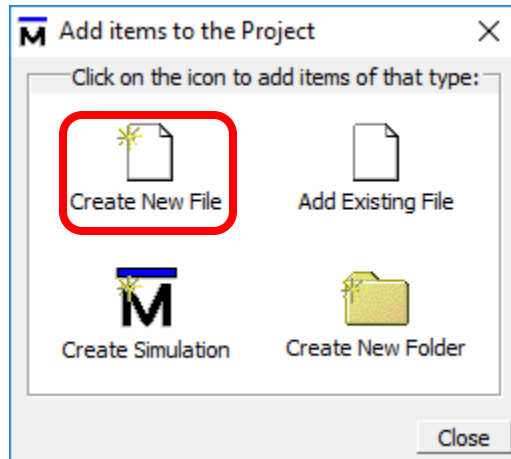 Add items to the Project
Click on the icon to add items of that type:
Create New File
Add Existing File
Create Simulation
Create New Folder
Close